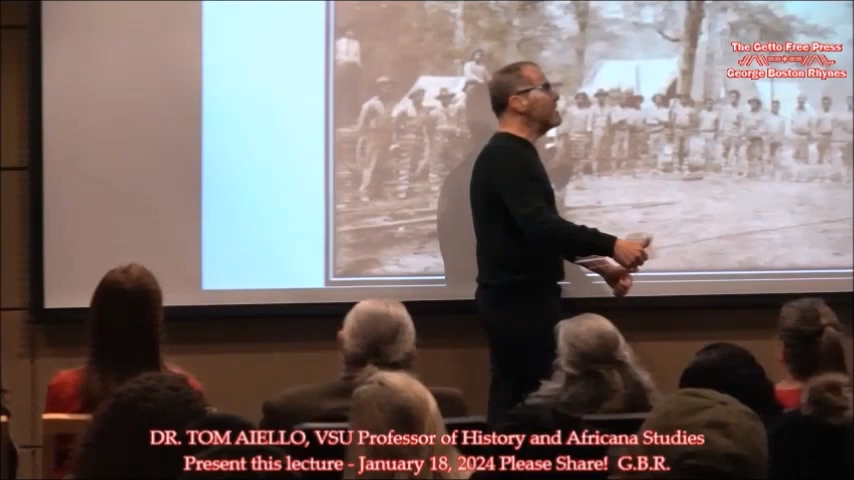 The Getto Free Press
George Boston Rhynes
DR. TOM AIELLO, VSU Professor of History and Africana Studies
Present this lecture - January 18, 2024 Please Share! G.B.R.